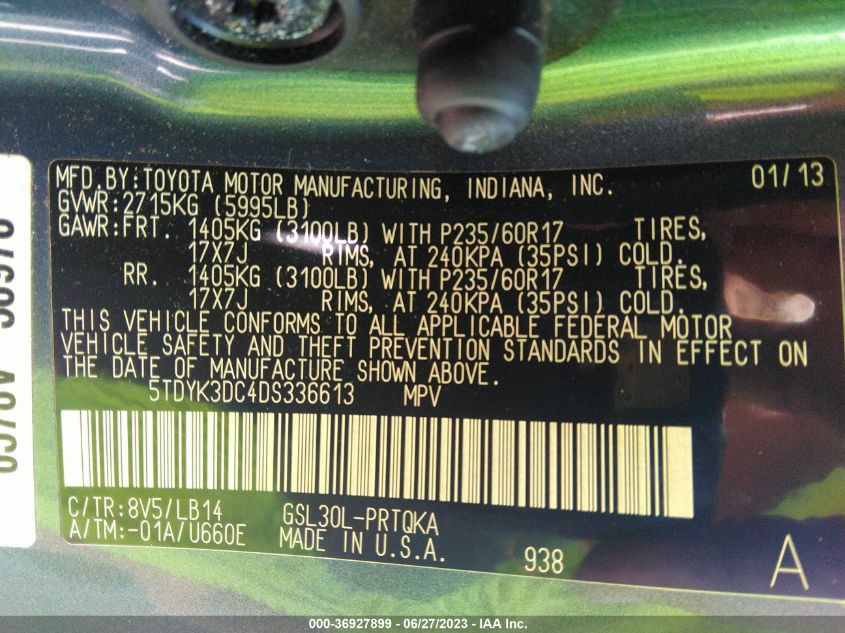 MFD.BY:TOYOTA MOTOR MANUFACTURING, INDIANA, INC. 01/13
GVWR:2715KG (5995LB)
GAWR:FRT. 1405KG (3100LB) WITH P235/60R17 TIRES,
17X7J RIMS, AT 240KPA (35PSI) COLD.
RR. 1405KG (3100LB) WITH P235/60R17 TIRES,
17X7J RIMS, AT 240KPA (35PSI) COLD.
THIS VEHICLE CONFORMS TO ALL APPLICABLE FEDERAL MOTOR
VEHICLE SAFETY AND THEFT PREVENTION STANDARDS IN EFFECT ON
THE DATE OF MANUFACTURE SHOWN ABOVE.
5TDYK3DC4DS336613 MPV
C/TR:8V5/LB14 GSL30L-PRTQKA
A/TM:-01A/U660E MADE IN U.S.A. 938
A
000-36927899 - 06/27/2023 - IAA Inc.